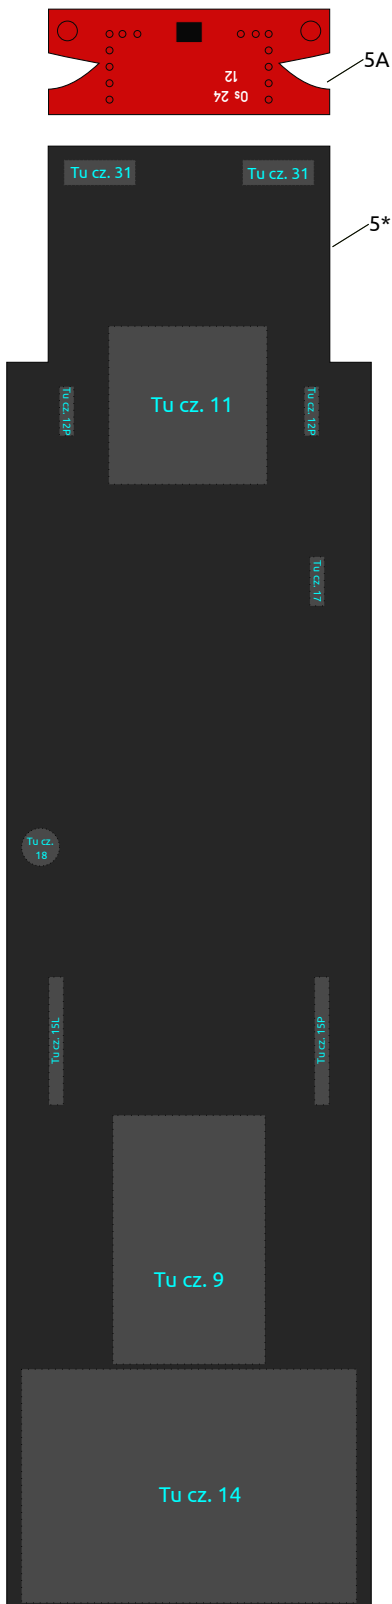 5A
12
0s 24
Tu cz. 31
Tu cz. 31
5*
Tu cz. 11
Tu cz. 12P
Tu cz. 12P
Tu cz. 17
Tu cz.
18
Tu cz. 15L
Tu cz. 15P
Tu cz. 9
Tu cz. 14